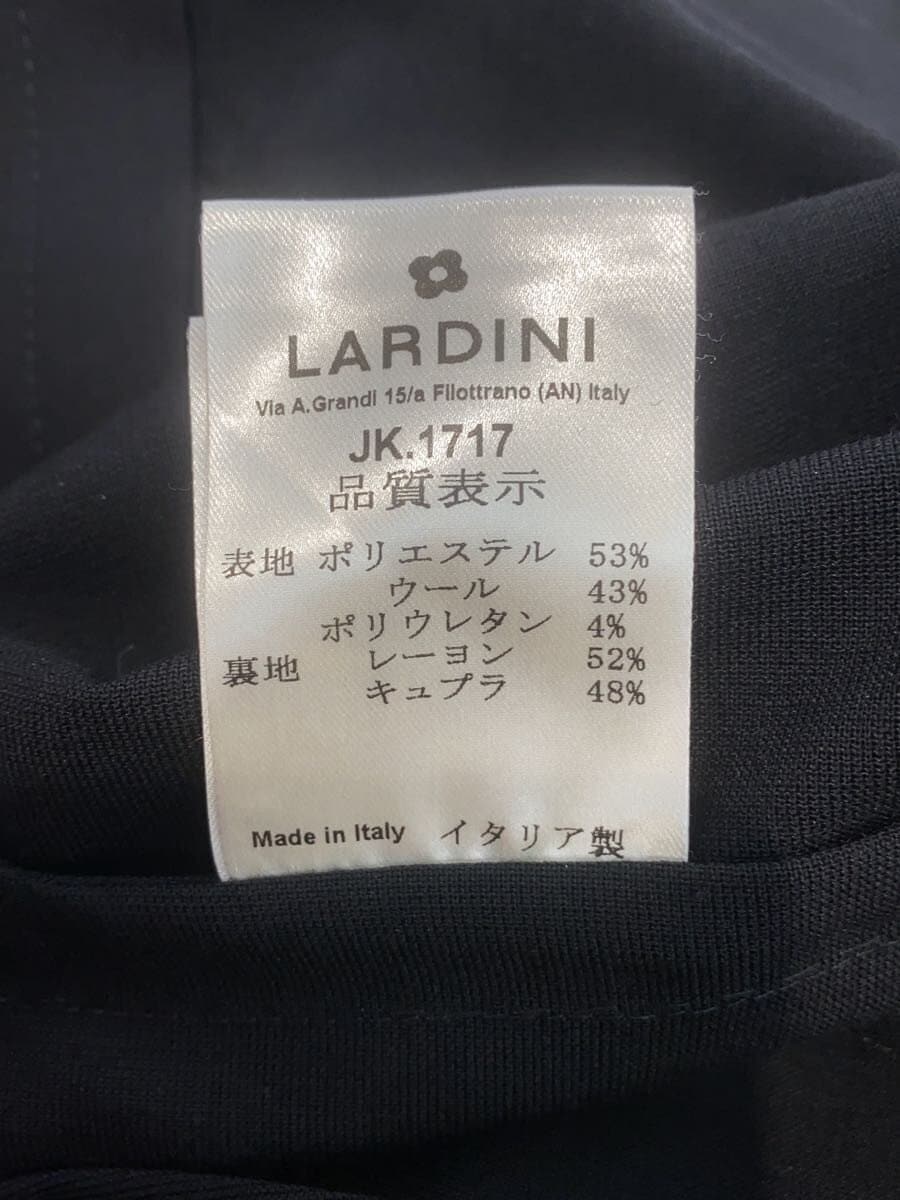 LARDINI
Via A.Grandi 15/a Filottrano (AN) Italy
JK.1717
品質表示
表地 ポリエステル 53%
ウール 43%
ポリウレタン 4%
裏地 レーヨン 52%
キュプラ 48%
Made in Italy イタリア製